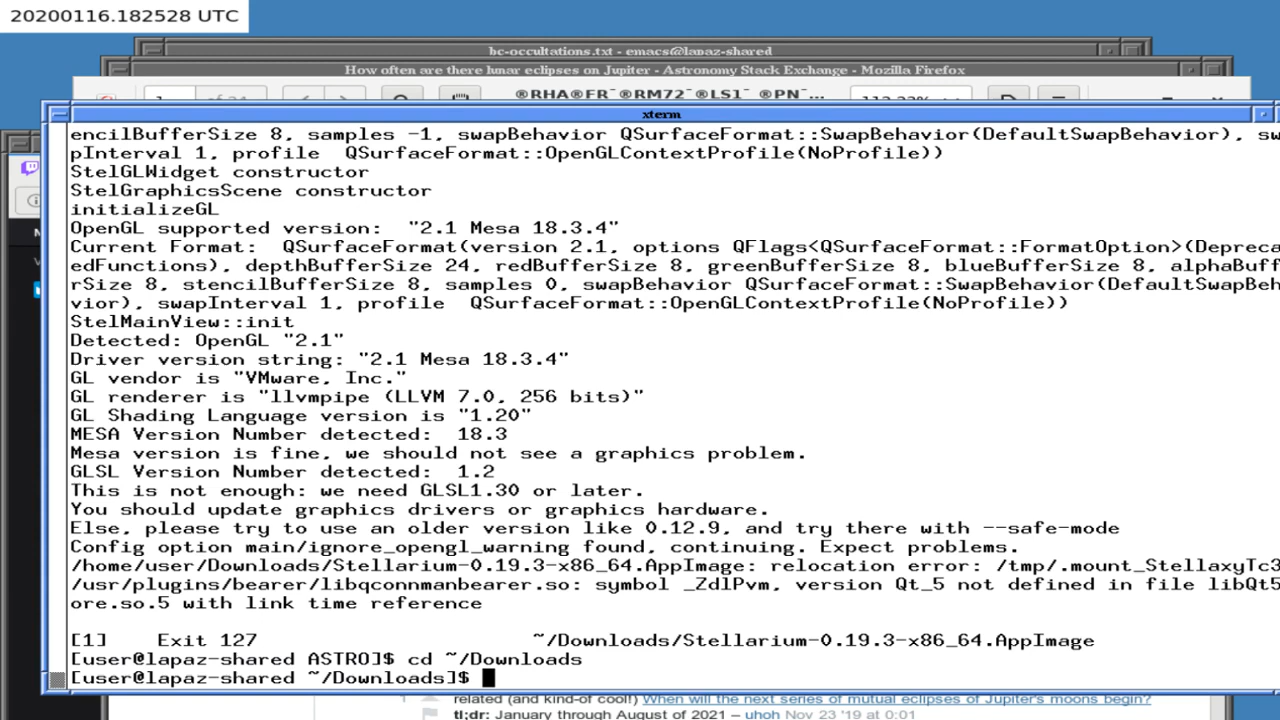 20200116.182528 UTC
bc-occultations.txt - emacs@lapaz-shared
How often are there lunar eclipses on Jupiter - Astronomy Stack Exchange - Mozilla Firefox
®RHA®FR¯®RM72¯®LS1¯ ®PN¯...
xterm
encilBufferSize 8, samples -1, swapBehavior QSurfaceFormat::SwapBehavior(DefaultSwapBehavior), sw
pInterval 1, profile  QSurfaceFormat::OpenGLContextProfile(NoProfile))
StelGLWidget constructor
StelGraphicsScene constructor
initializeGL
OpenGL supported version:  "2.1 Mesa 18.3.4"
Current Format:  QSurfaceFormat(version 2.1, options QFlags<QSurfaceFormat::FormatOption>(Depreca
edFunctions), depthBufferSize 24, redBufferSize 8, greenBufferSize 8, blueBufferSize 8, alphaBuff
rSize 8, stencilBufferSize 8, samples 0, swapBehavior QSurfaceFormat::SwapBehavior(DefaultSwapBeh
vior), swapInterval 1, profile  QSurfaceFormat::OpenGLContextProfile(NoProfile))
StelMainView::init
Detected: OpenGL "2.1"
Driver version string: "2.1 Mesa 18.3.4"
GL vendor is "VMware, Inc."
GL renderer is "llvmpipe (LLVM 7.0, 256 bits)"
GL Shading Language version is "1.20"
MESA Version Number detected:  18.3
Mesa version is fine, we should not see a graphics problem.
GLSL Version Number detected:  1.2
This is not enough: we need GLSL1.30 or later.
You should update graphics drivers or graphics hardware.
Else, please try to use an older version like 0.12.9, and try there with --safe-mode
Config option main/ignore_opengl_warning found, continuing. Expect problems.
/home/user/Downloads/Stellarium-0.19.3-x86_64.AppImage: relocation error: /tmp/.mount_StellaxyTc3
/usr/plugins/bearer/libqconnmanbearer.so: symbol _ZdlPvm, version Qt_5 not defined in file libQt5
ore.so.5 with link time reference
[1]    Exit 127                      ~/Downloads/Stellarium-0.19.3-x86_64.AppImage
[user@lapaz-shared ASTRO]$ cd ~/Downloads
[user@lapaz-shared ~/Downloads]$
related (and kind-of cool!) When will the next series of mutual eclipses of Jupiter's moons begin?
tl;dr: January through August of 2021 – uhoh Nov 23 '19 at 0:01